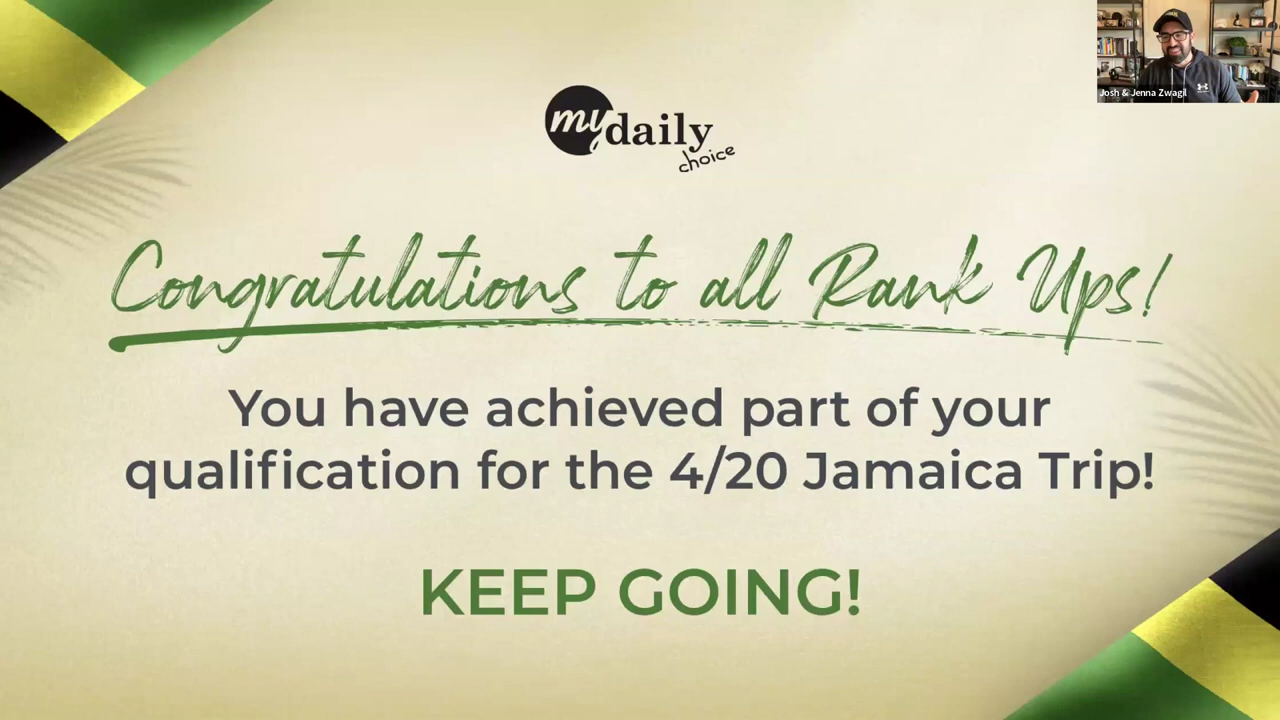 my daily
choice
Josh & Jenna Zwagil
Congratulations to all Rank Ups!
You have achieved part of your
qualification for the 4/20 Jamaica Trip!
KEEP GOING!